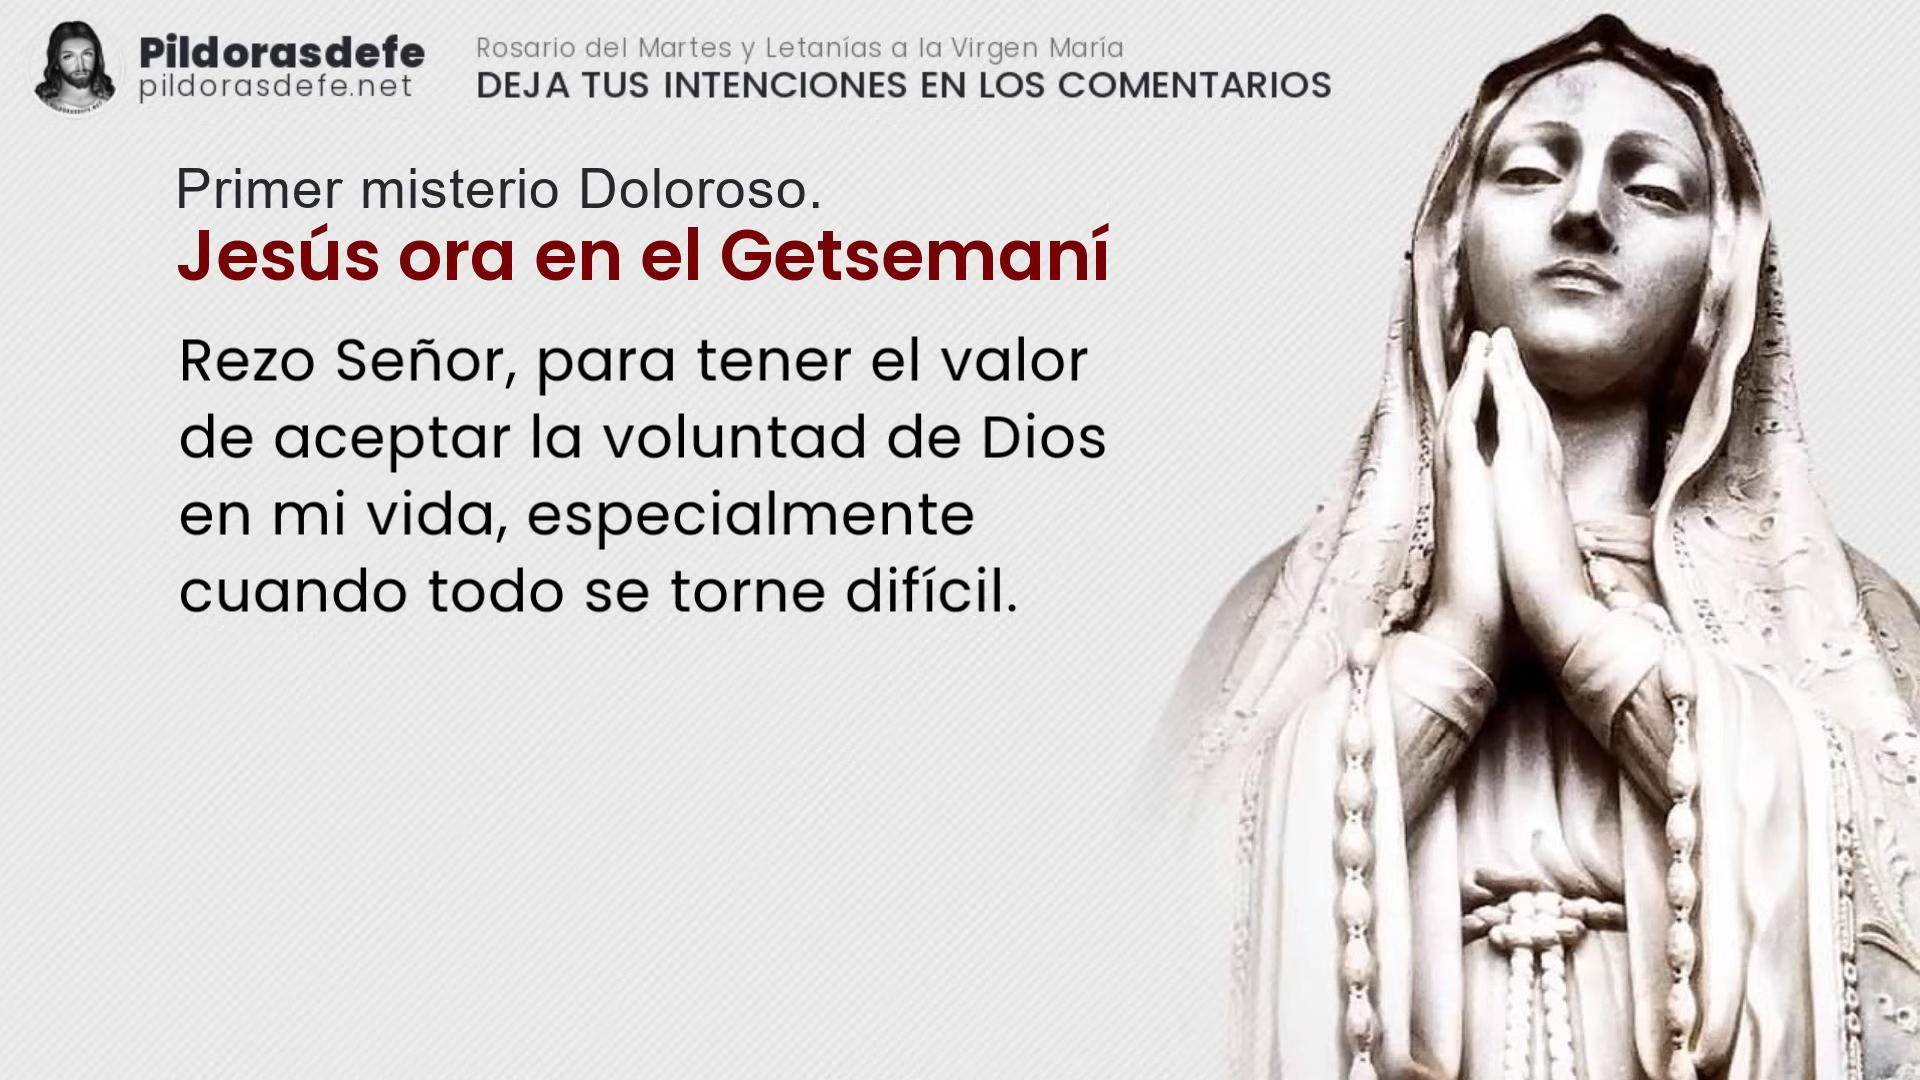 Pildorasdefe
pildorasdefe.net
Rosario del Martes y Letanías a la Virgen María
DEJA TUS INTENCIONES EN LOS COMENTARIOS
Primer misterio Doloroso.
Jesús ora en el Getsemaní
Rezo Señor, para tener el valor
de aceptar la voluntad de Dios
en mi vida, especialmente
cuando todo se torne difícil.